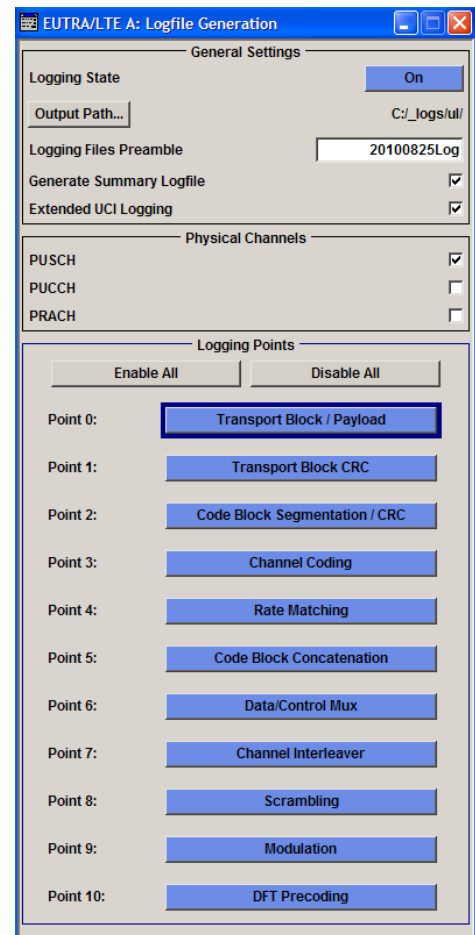 EUTRA/LTE A: Logfile Generation
General Settings
Logging State On
Output Path... C:/_logs/ul/
Logging Files Preamble 20100825Log
Generate Summary Logfile
Extended UCI Logging
Physical Channels
PUSCH
PUCCH
PRACH
Logging Points
Enable All Disable All
Point 0: Transport Block / Payload
Point 1: Transport Block CRC
Point 2: Code Block Segmentation / CRC
Point 3: Channel Coding
Point 4: Rate Matching
Point 5: Code Block Concatenation
Point 6: Data/Control Mux
Point 7: Channel Interleaver
Point 8: Scrambling
Point 9: Modulation
Point 10: DFT Precoding